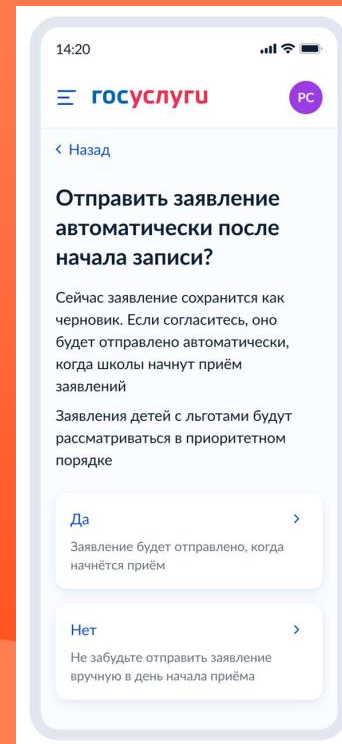 14:20
госуслуги
РС
Назад
Отправить заявление
автоматически после
начала записи?
Сейчас заявление сохранится как
черновик. Если согласитесь, оно
будет отправлено автоматически,
когда школы начнут приём
заявлений
Заявления детей с льготами будут
рассматриваться в приоритетном
порядке
Да
Заявление будет отправлено, когда
начнётся приём
Нет
Не забудьте отправить заявление
вручную в день начала приёма